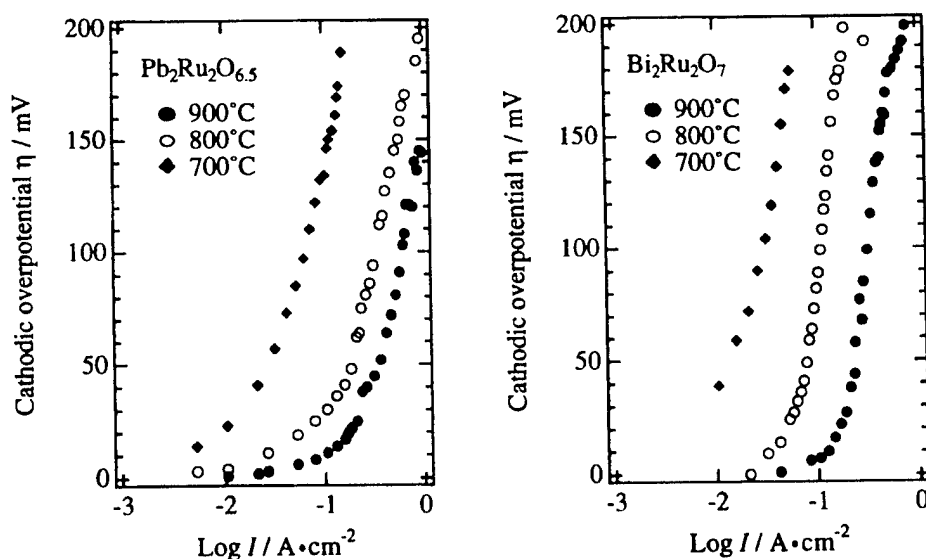 200
150
100
50
0
Cathodic overpotential η / mV
Pb₂Ru₂O₆.₅
● 900°C
○ 800°C
◆ 700°C
-3 -2 -1 0
Log I / A•cm⁻²
200
150
100
50
0
Cathodic overpotential η / mV
Bi₂Ru₂O₇
● 900°C
○ 800°C
◆ 700°C
-3 -2 -1 0
Log I / A•cm⁻²